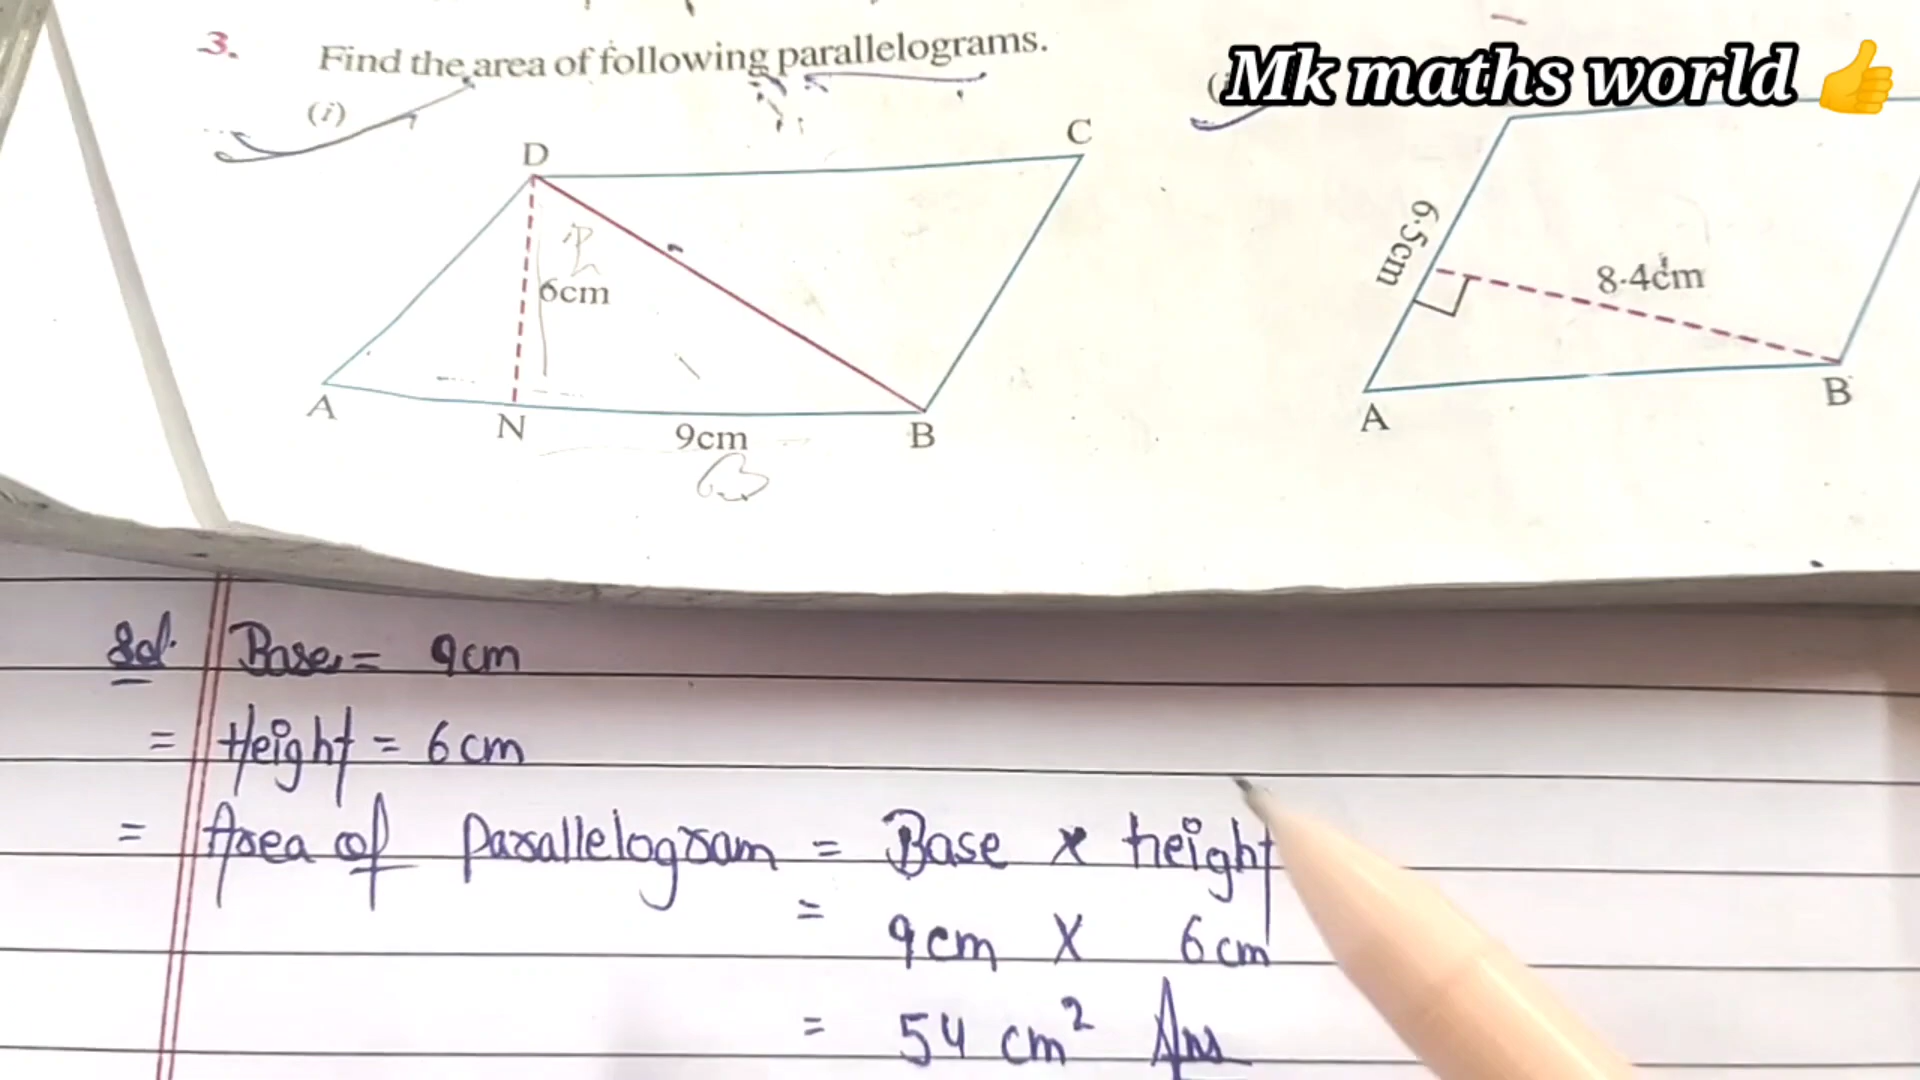 3. Find the area of following parallelograms.
Mk maths world 👍
(i)
D
C
6cm
A
N
9cm
B
6.5cm
8.4cm
A
B
Sol. Base = 9cm
= Height = 6cm
= Area of parallelogram = Base × height
= 9cm × 6cm
= 54 cm² Ans